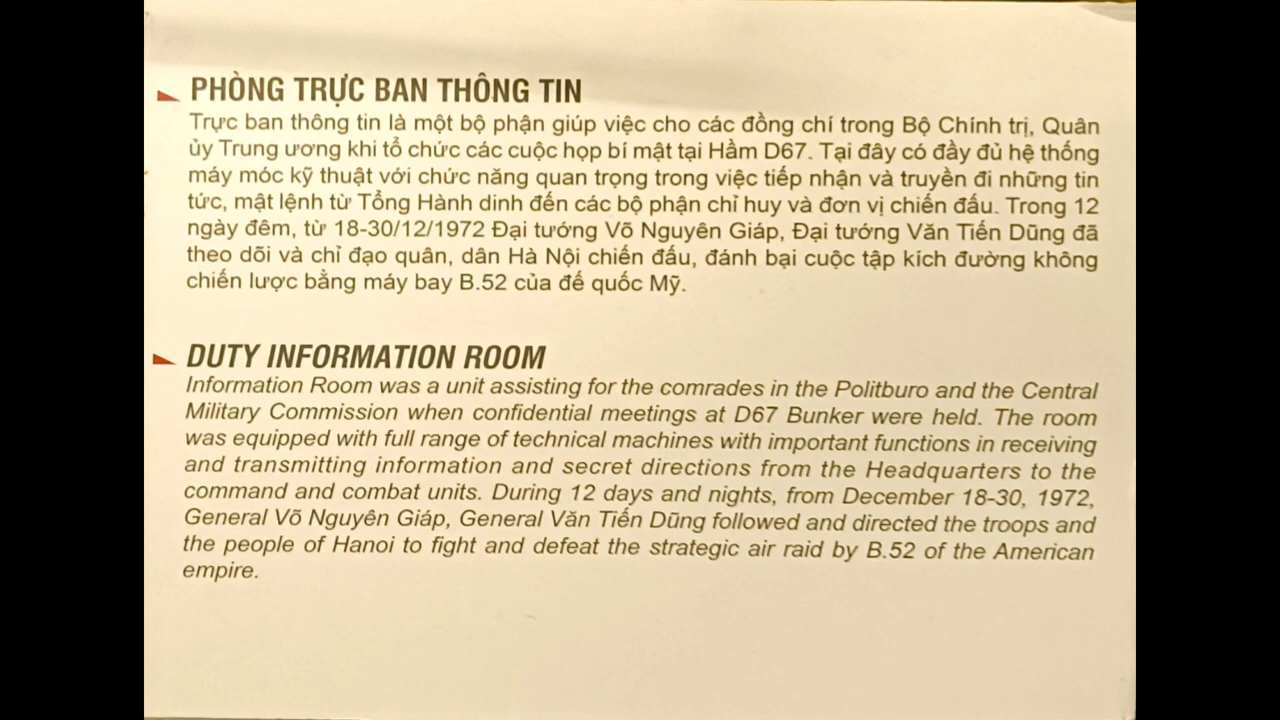 PHÒNG TRỰC BAN THÔNG TIN
Trực ban thông tin là một bộ phận giúp việc cho các đồng chí trong Bộ Chính trị, Quân
ủy Trung ương khi tổ chức các cuộc họp bí mật tại Hầm D67. Tại đây có đầy đủ hệ thống
máy móc kỹ thuật với chức năng quan trọng trong việc tiếp nhận và truyền đi những tin
tức, mật lệnh từ Tổng Hành dinh đến các bộ phận chỉ huy và đơn vị chiến đấu. Trong 12
ngày đêm, từ 18-30/12/1972 Đại tướng Võ Nguyên Giáp, Đại tướng Văn Tiến Dũng đã
theo dõi và chỉ đạo quân, dân Hà Nội chiến đấu, đánh bại cuộc tập kích đường không
chiến lược bằng máy bay B.52 của đế quốc Mỹ.
DUTY INFORMATION ROOM
Information Room was a unit assisting for the comrades in the Politburo and the Central
Military Commission when confidential meetings at D67 Bunker were held. The room
was equipped with full range of technical machines with important functions in receiving
and transmitting information and secret directions from the Headquarters to the
command and combat units. During 12 days and nights, from December 18-30, 1972,
General Võ Nguyên Giáp, General Văn Tiến Dũng followed and directed the troops and
the people of Hanoi to fight and defeat the strategic air raid by B.52 of the American
empire.